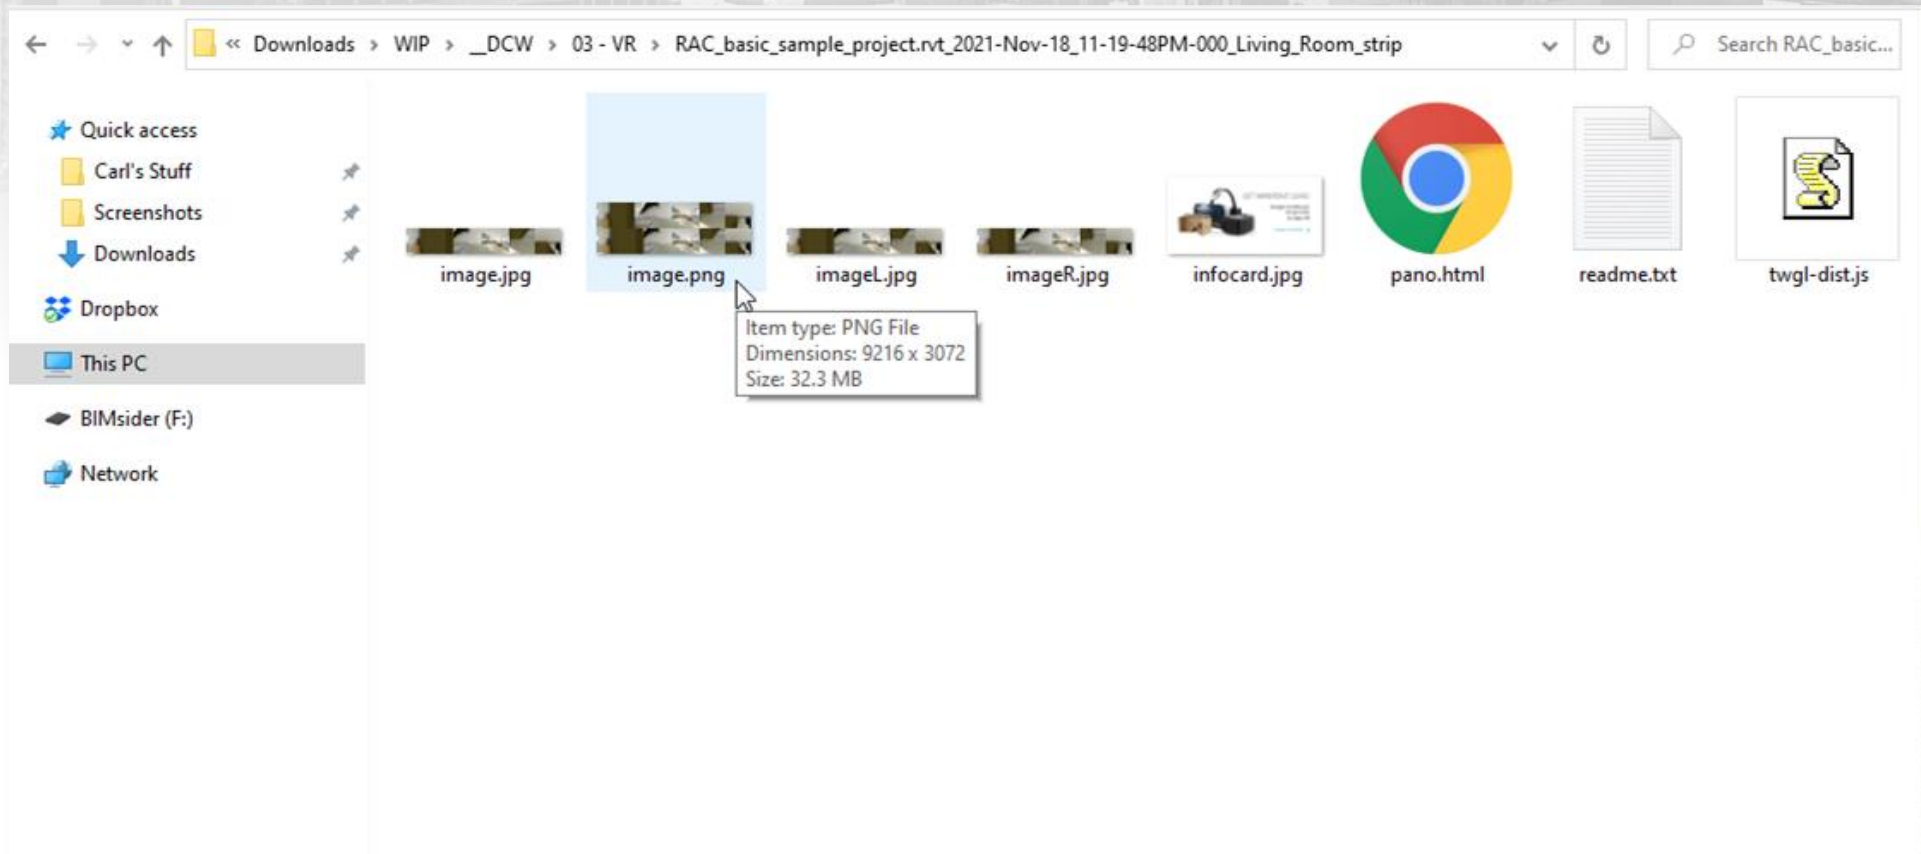 « Downloads › WIP › __DCW › 03 - VR › RAC_basic_sample_project.rvt_2021-Nov-18_11-19-48PM-000_Living_Room_strip
Search RAC_basic...
Quick access
Carl's Stuff
Screenshots
Downloads
Dropbox
This PC
BIMsider (F:)
Network
image.jpg
image.png
imageL.jpg
imageR.jpg
infocard.jpg
pano.html
readme.txt
twgl-dist.js
Item type: PNG File
Dimensions: 9216 x 3072
Size: 32.3 MB